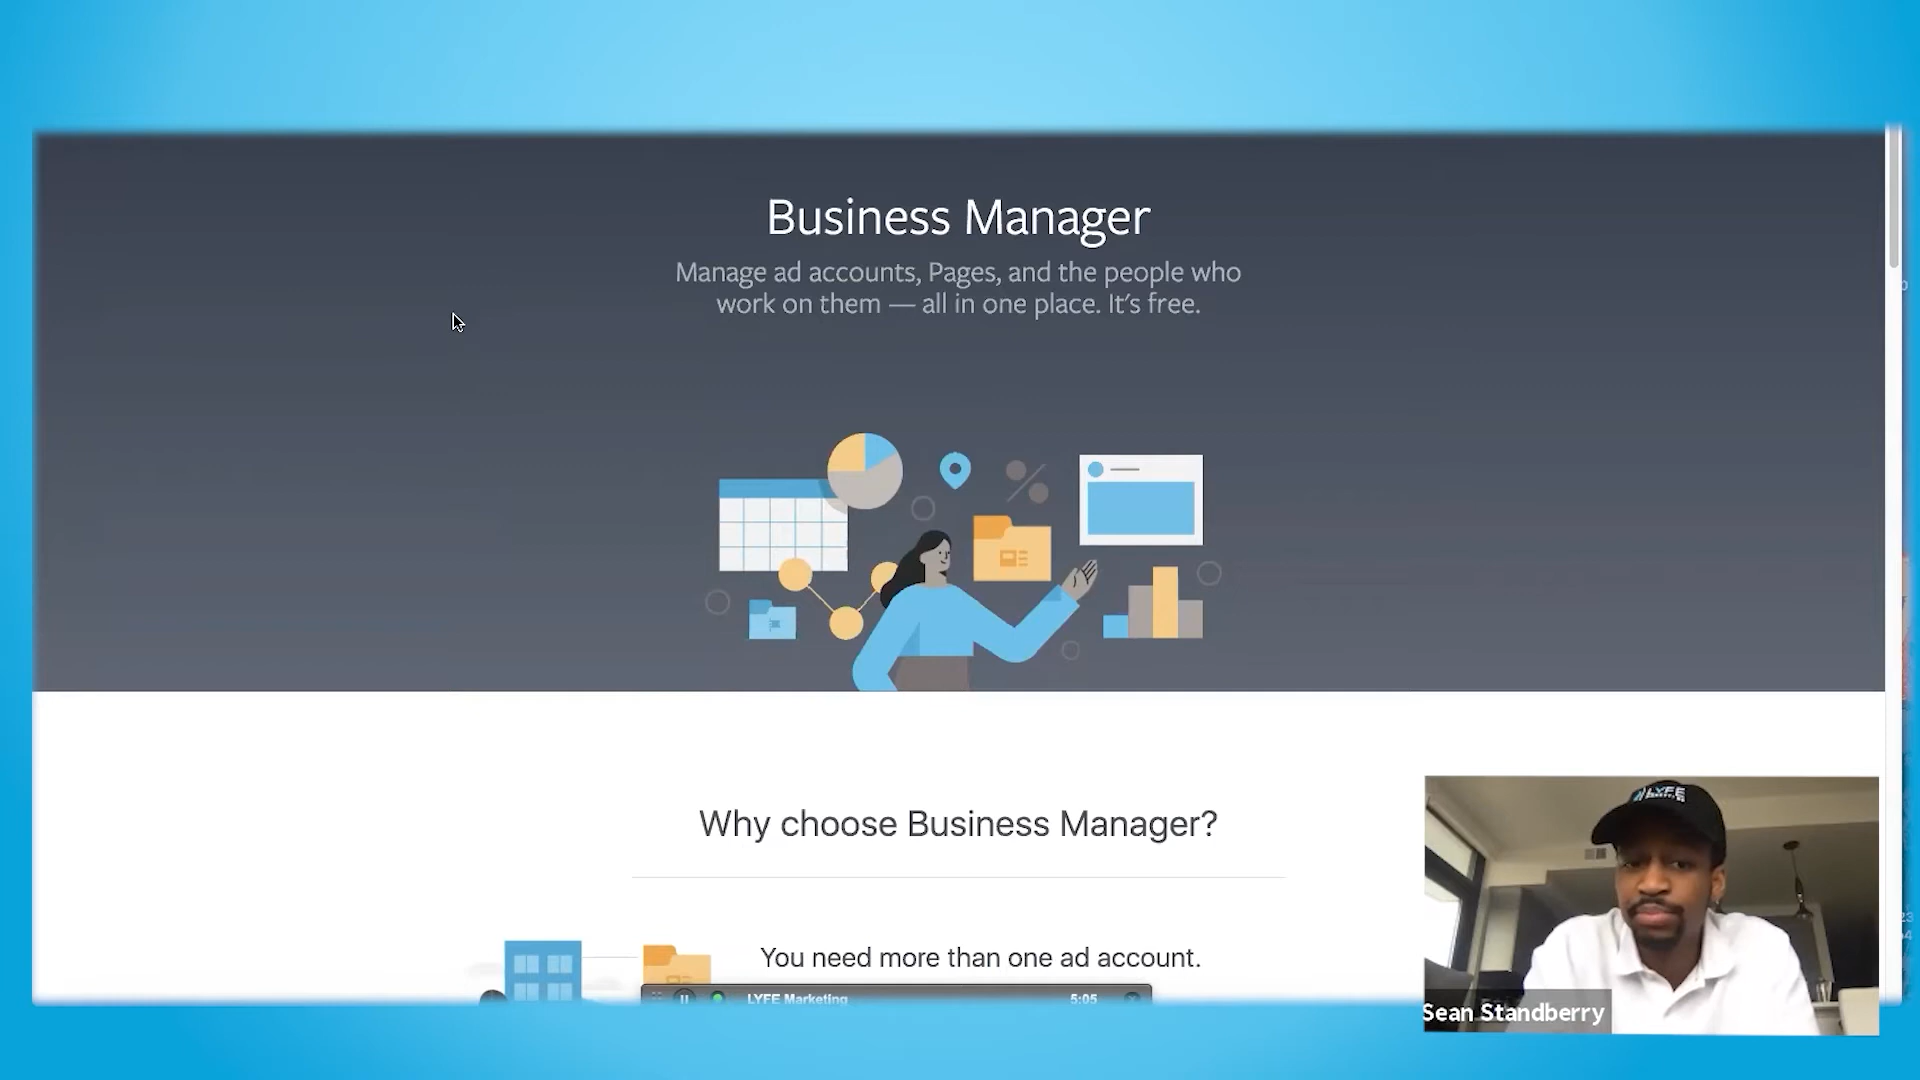 Business Manager
Manage ad accounts, Pages, and the people who
work on them — all in one place. It's free.
Why choose Business Manager?
You need more than one ad account.
LYFE Marketing 5:05
LYFE
Sean Standberry